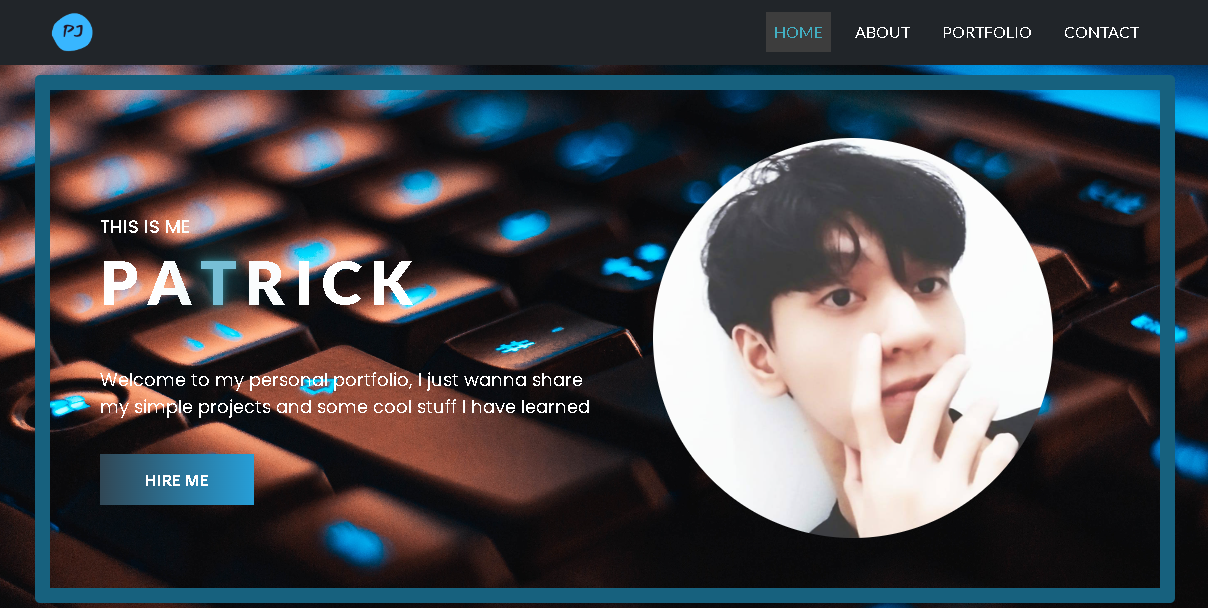 PJ
HOME ABOUT PORTFOLIO CONTACT
THIS IS ME
PATRICK
Welcome to my personal portfolio, I just wanna share
my simple projects and some cool stuff I have learned
HIRE ME